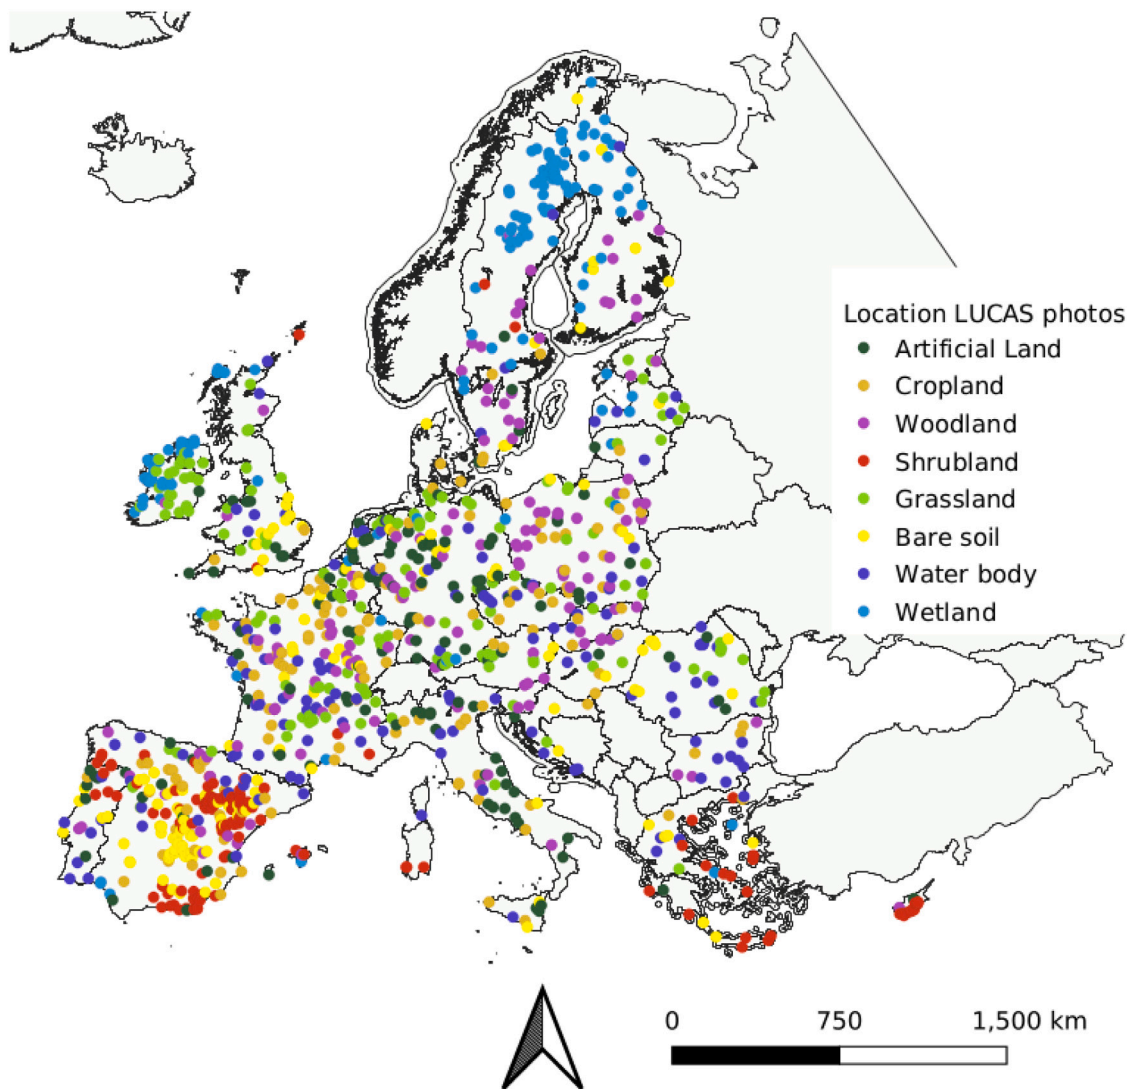 Location LUCAS photos
Artificial Land
Cropland
Woodland
Shrubland
Grassland
Bare soil
Water body
Wetland
0 750 1,500 km